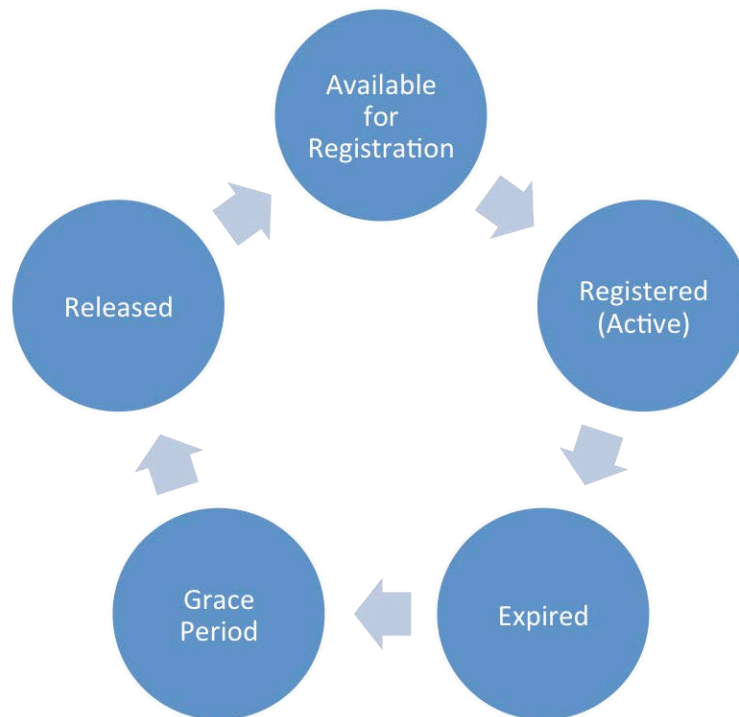 Available
for
Registration
Registered
(Active)
Expired
Grace
Period
Released